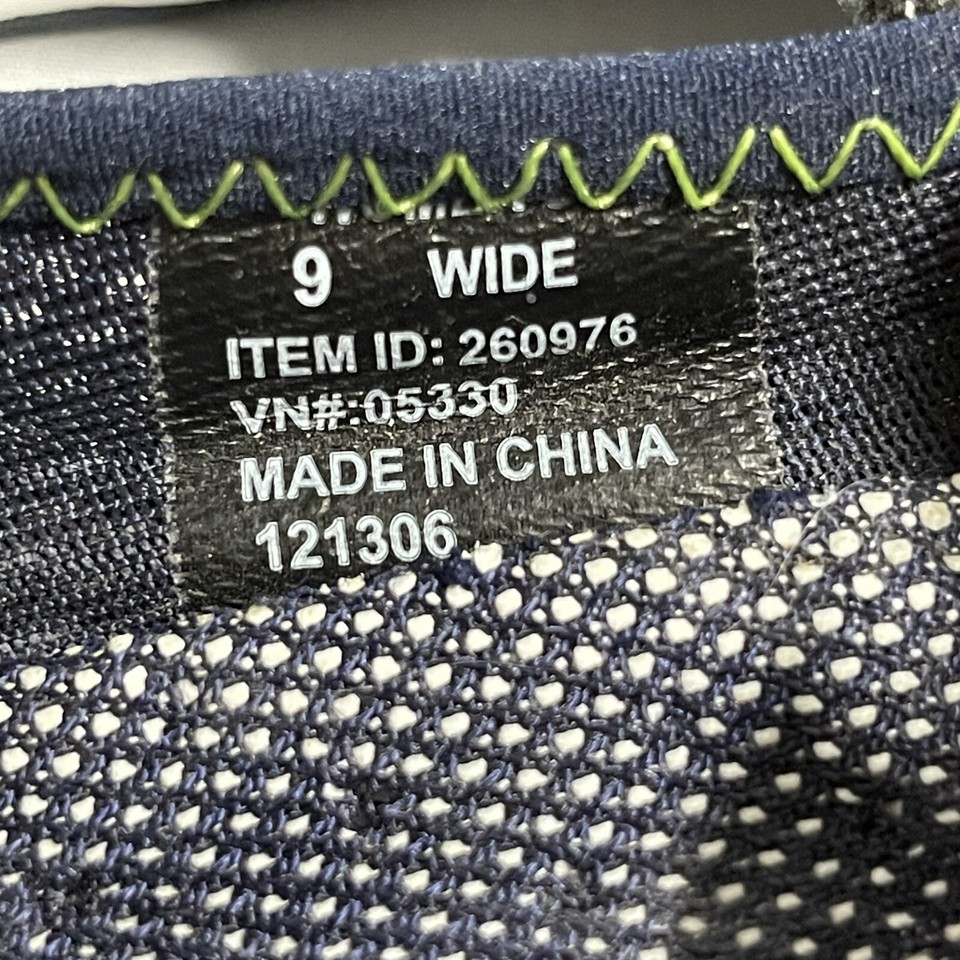 9 WIDE
ITEM ID: 260976
VN#:05330
MADE IN CHINA
121306